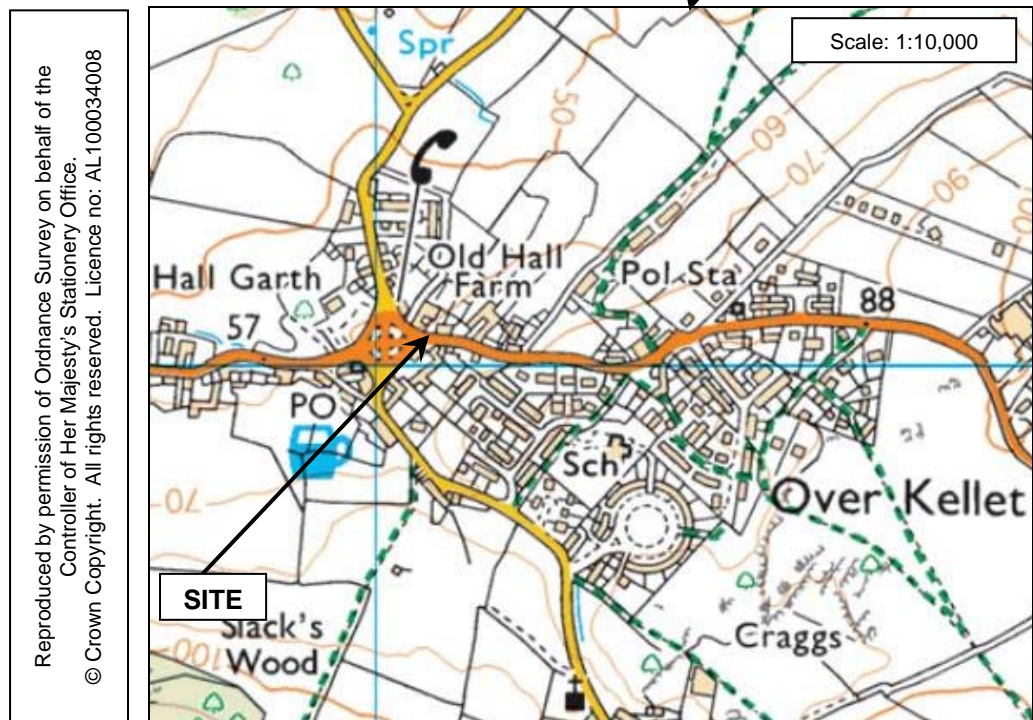 Reproduced by permission of Ordnance Survey on behalf of the
Controller of Her Majesty's Stationery Office.
© Crown Copyright. All rights reserved. Licence no: AL100034008
Scale: 1:10,000
Spr
50
60
70
90
Old Hall
Farm
Hall Garth
Pol Sta
57
88
PO
Sch
70
Over Kellet
SITE
Slack's
Wood
100
Craggs